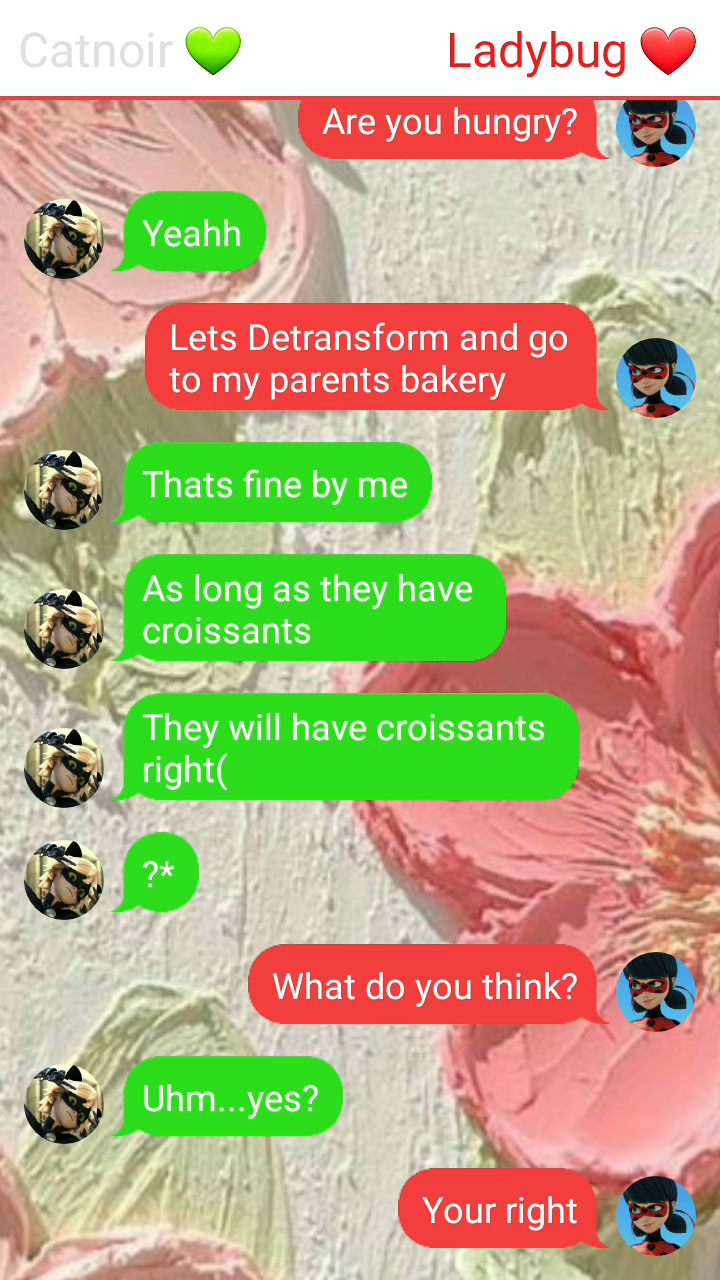 Catnoir 💚 Ladybug ❤️
Are you hungry?
Yeahh
Lets Detransform and go
to my parents bakery
Thats fine by me
As long as they have
croissants
They will have croissants
right(
?*
What do you think?
Uhm...yes?
Your right